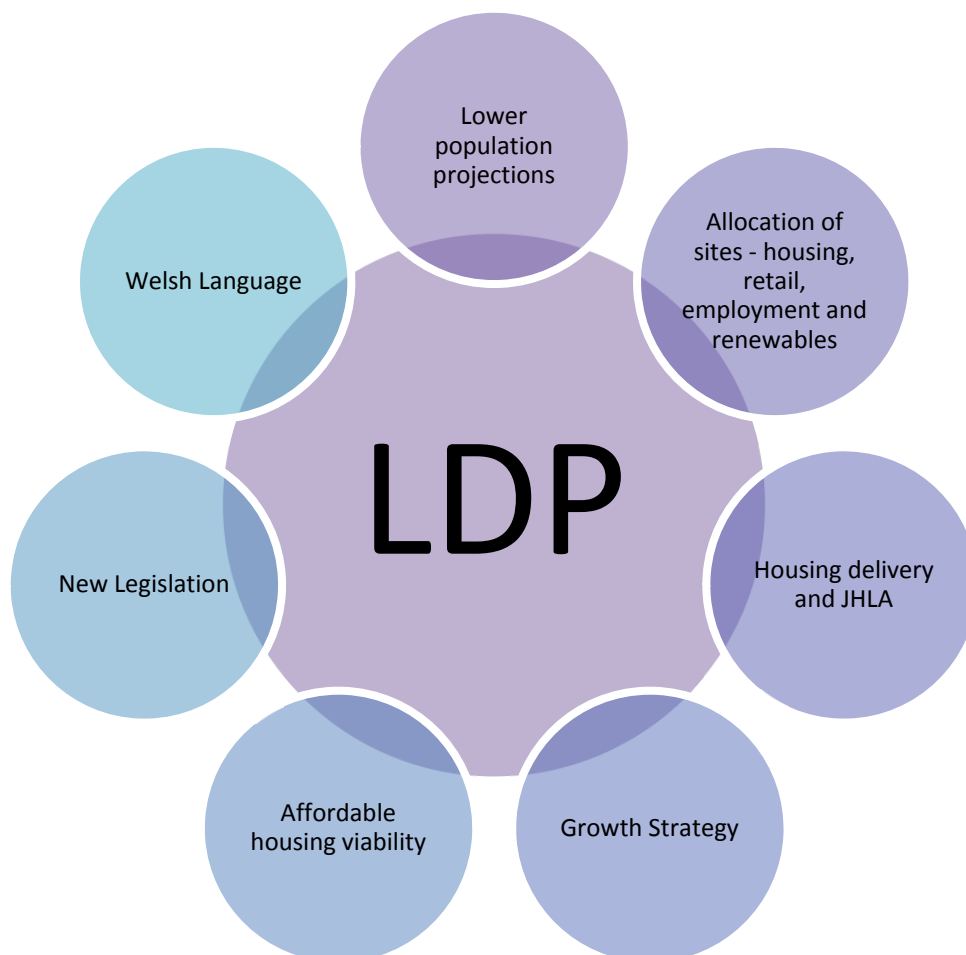 Lower
population
projections
Allocation of
sites - housing,
retail,
employment and
renewables
Housing delivery
and JHLA
Growth Strategy
Affordable
housing viability
New Legislation
Welsh Language
LDP